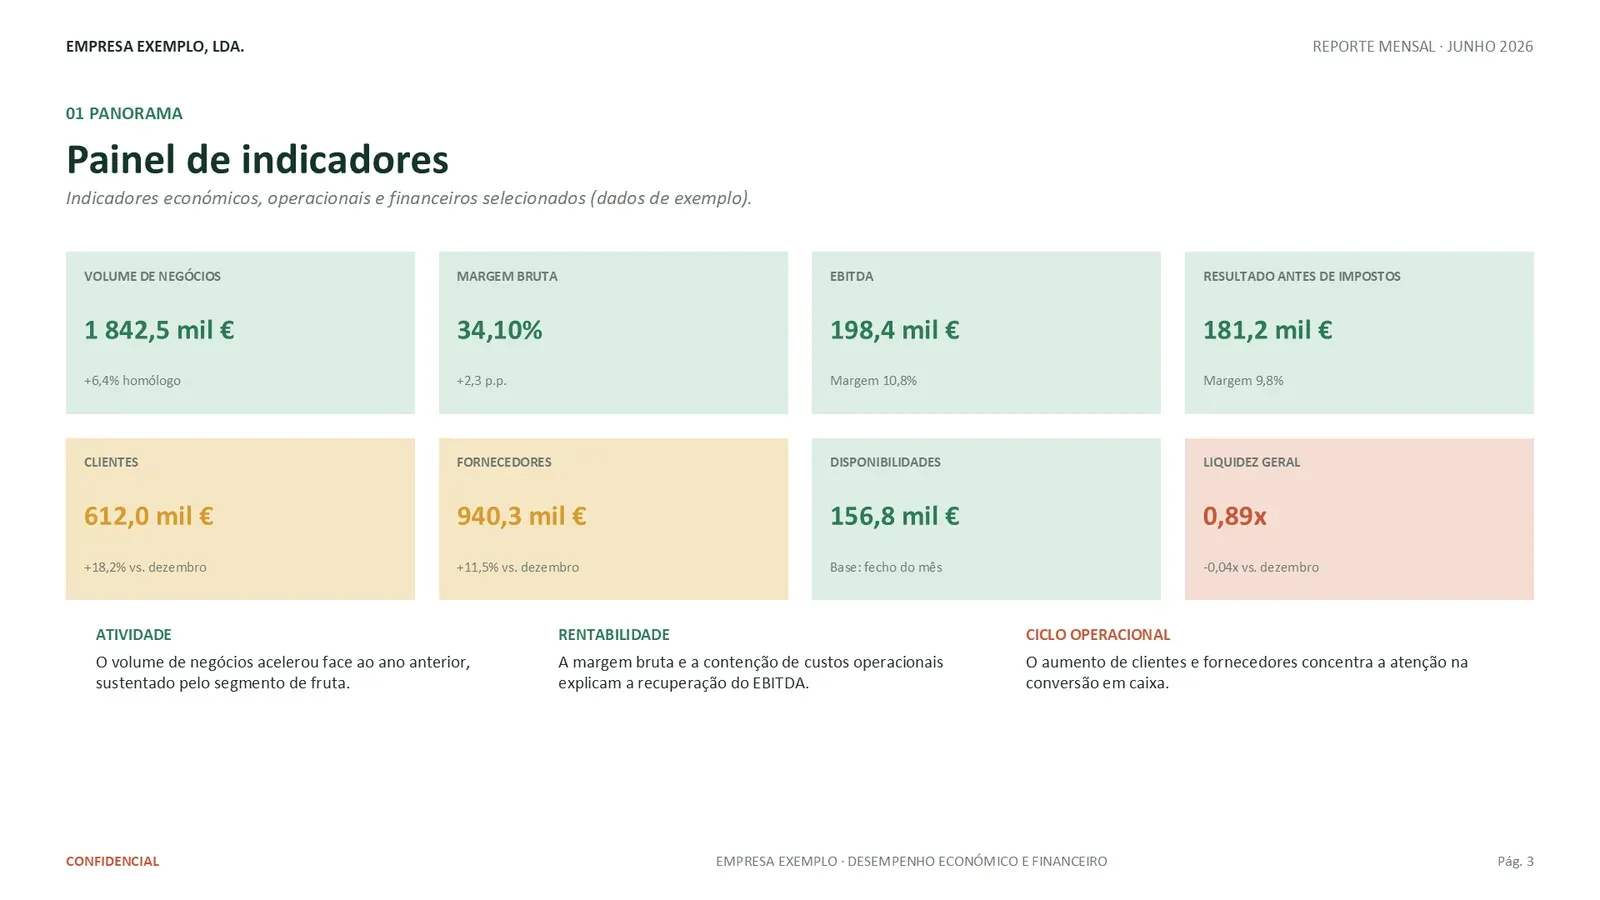 EMPRESA EXEMPLO, LDA.
REPORTE MENSAL · JUNHO 2026
01 PANORAMA
Painel de indicadores
Indicadores económicos, operacionais e financeiros selecionados (dados de exemplo).
VOLUME DE NEGÓCIOS
1 842,5 mil €
+6,4% homólogo
MARGEM BRUTA
34,10%
+2,3 p.p.
EBITDA
198,4 mil €
Margem 10,8%
RESULTADO ANTES DE IMPOSTOS
181,2 mil €
Margem 9,8%
CLIENTES
612,0 mil €
+18,2% vs. dezembro
FORNECEDORES
940,3 mil €
+11,5% vs. dezembro
DISPONIBILIDADES
156,8 mil €
Base: fecho do mês
LIQUIDEZ GERAL
0,89x
-0,04x vs. dezembro
ATIVIDADE
O volume de negócios acelerou face ao ano anterior,
sustentado pelo segmento de fruta.
RENTABILIDADE
A margem bruta e a contenção de custos operacionais
explicam a recuperação do EBITDA.
CICLO OPERACIONAL
O aumento de clientes e fornecedores concentra a atenção na
conversão em caixa.
CONFIDENCIAL
EMPRESA EXEMPLO · DESEMPENHO ECONÓMICO E FINANCEIRO
Pág. 3